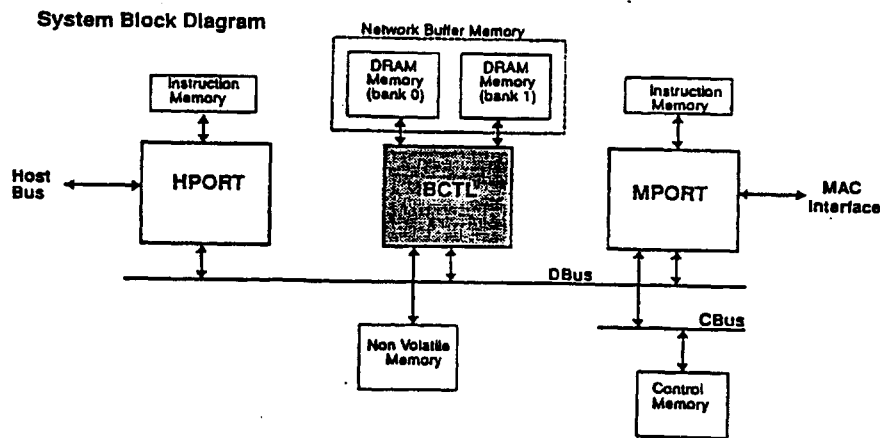 System Block Diagram
Network Buffer Memory
DRAM
Memory
(bank 0)
DRAM
Memory
(bank 1)
Instruction
Memory
Instruction
Memory
Host
Bus
HPORT
BCTL
MPORT
MAC
Interface
DBus
CBus
Non Volatile
Memory
Control
Memory